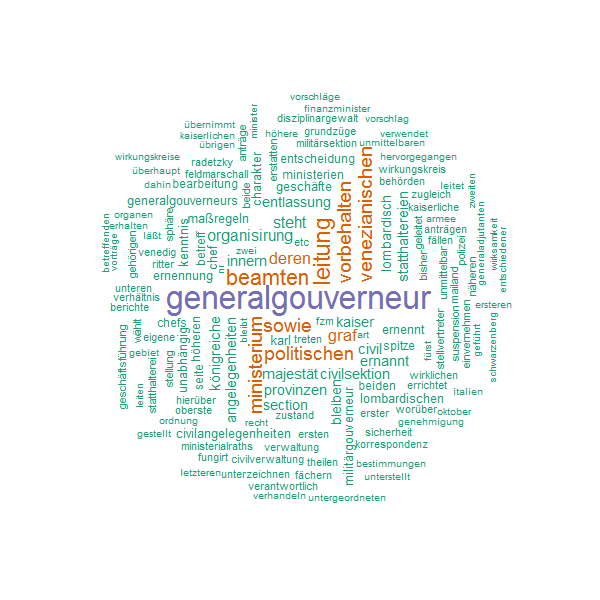 vorschläge
finanzminister
disziplinargewalt vorschlag
übernimmt
kaiserlichen
übrigen
anträge
minister
höhere
grundzüge
verwendet
militärsektion unmittelbaren
wirkungskreise
überhaupt
dahin
radetzky
feldmarschall
bearbeitung
beide
charakter
erstatten
entscheidung
ministerien
geschäfte
hervorgegangen
wirkungskreis
behörden
leitet
zweiten
generalgouverneurs
entlassung
zugleich
kaiserliche
armee
anträgen
fällen
organen
erhalten
läßt
sphäre
maßregeln
steht
leitung
vorbehalten
venezianischen
lombardisch
statthaltereien
geleitet
bisher
polizei
unmittelbar
generaladjutanten
wirksamkeit
entschiedener
betreffenden
vorträge
gehörigen
venedig
ritter
kenntnis
betreff
chef
nr
organisirung
etc
zwei
innern
deren
ernennung
beamten
mailand
näheren
unteren
verhältnis
berichte
generalgouverneur
ersteren
geschäftsführung
wählt
chefs
eigene
gebiet
unabhängig
stellung
statthalterei
leiten
seite
höheren
königreiche
angelegenheiten
bleibt
ministerium
sowie
fzm
kaiser
karl
treten
graf
art
politischen
civil
ernennt
spitze
ernannt
fürst
stellvertreter
suspension
einvernehmen
geführt
schwarzenberg
majestät
civilsektion
wirklichen
provinzen
beiden
errichtet
italien
hierüber
oberste
section
bleiben
militärgouverneur
lombardischen
ordnung
zustand
erster
worüber
oktober
genehmigung
recht
gestellt
civilangelegenheiten
ersten
sicherheit
korrespondenz
ministerialraths
verwaltung
fungirt
civilverwaltung
theilen
bestimmungen
letzteren
unterzeichnen
fächern
unterstellt
verantwortlich
verhandeln
untergeordneten